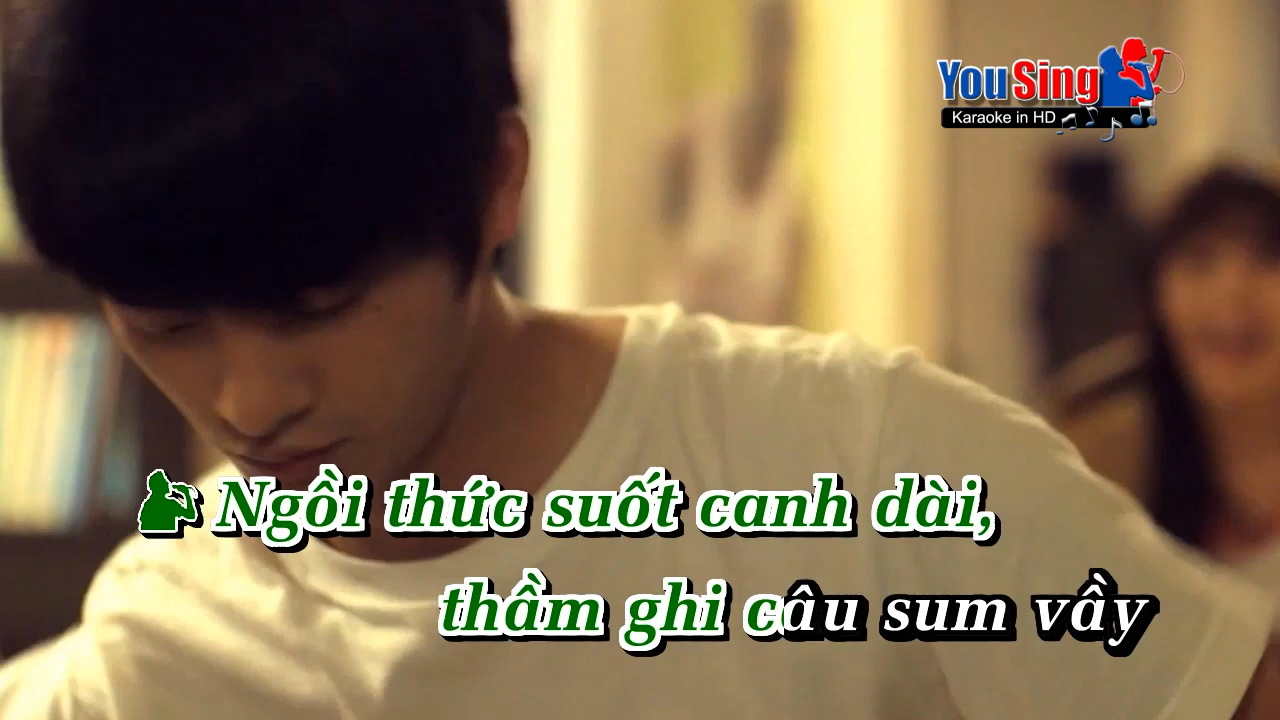 YouSing
Karaoke in HD
Ngồi thức suốt canh dài,
thầm ghi câu sum vầy